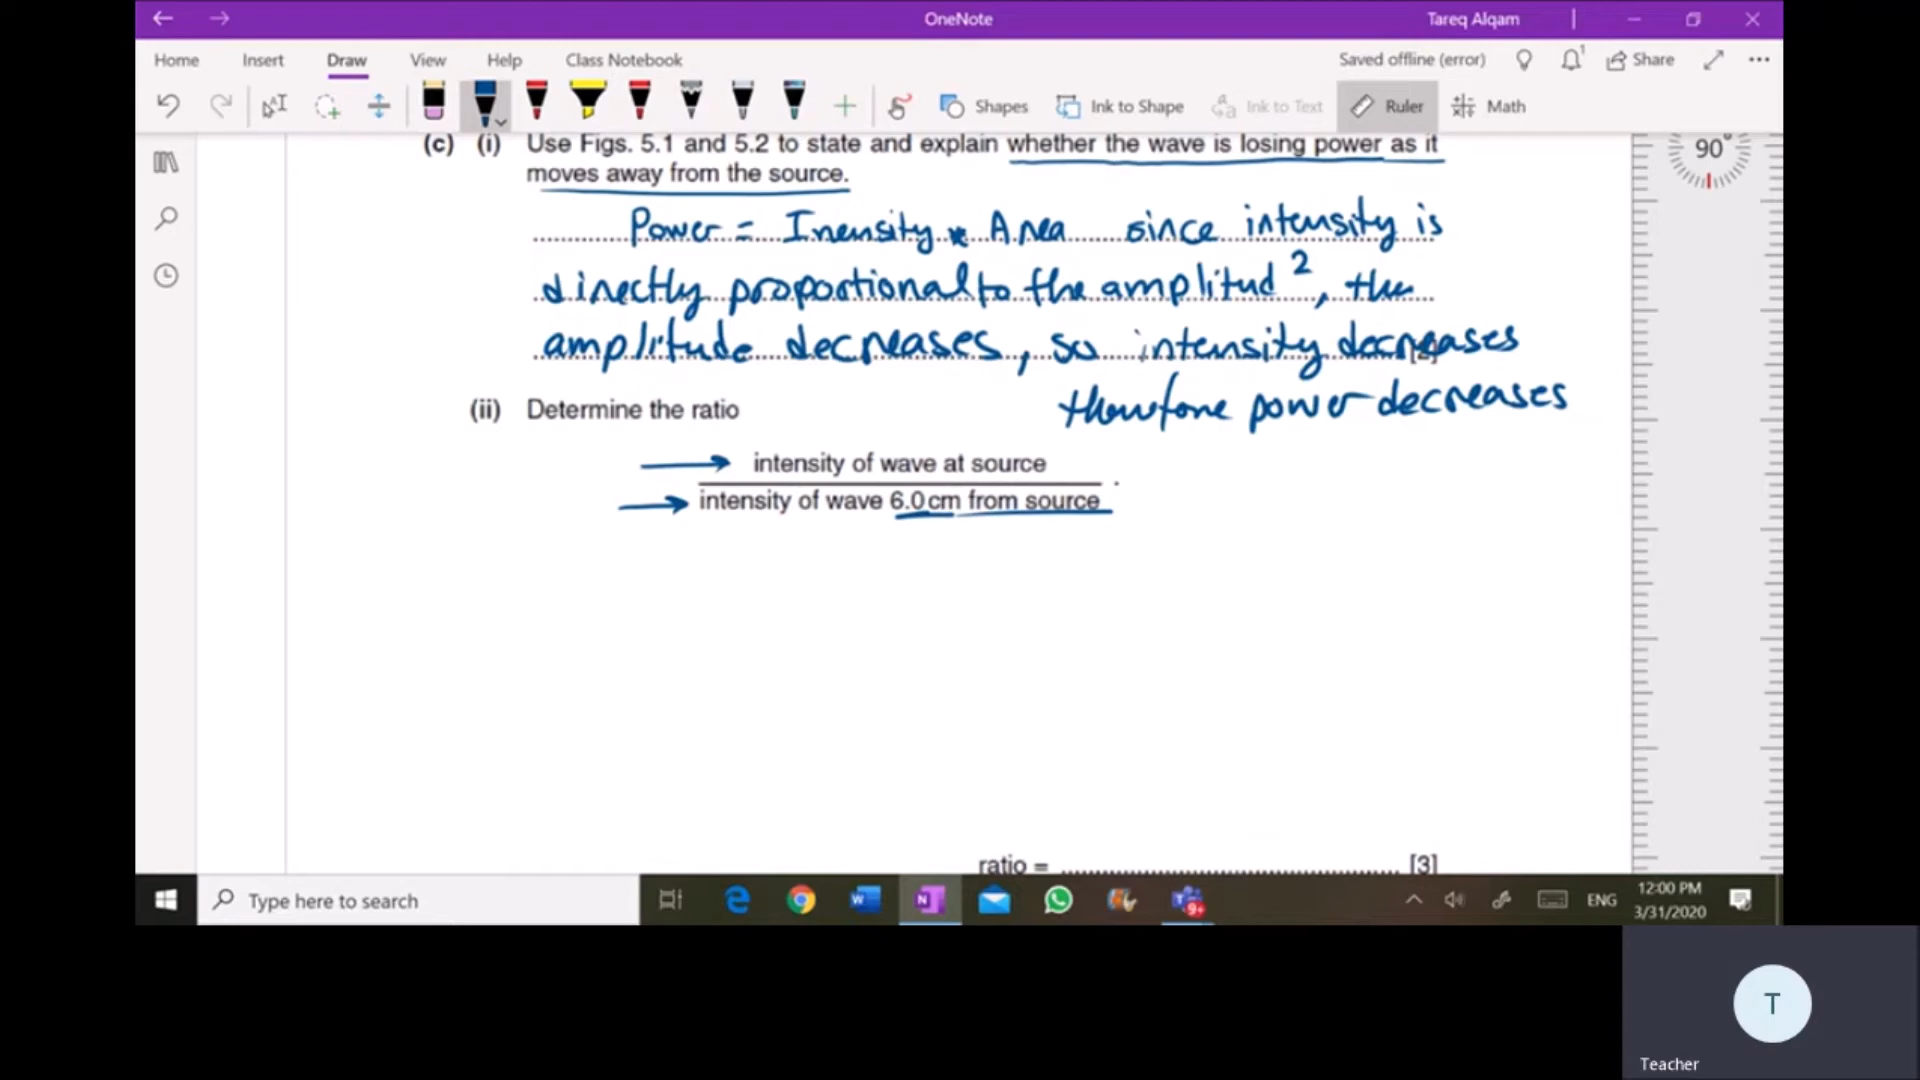 OneNote
Tareq Alqam
Home Insert Draw View Help Class Notebook
Saved offline (error)
1
Share
Shapes
Ink to Shape
Ink to Text
Ruler
Math
90°
(c) (i) Use Figs. 5.1 and 5.2 to state and explain whether the wave is losing power as it
moves away from the source.
Power = Inensity × Area since intensity is
directly proportional to the amplitud ², the
amplitude decreases, so intensity decreases
[2]
therefore power decreases
(ii) Determine the ratio
intensity of wave at source
intensity of wave 6.0 cm from source
ratio = .......................................... [3]
Type here to search
9+
ENG
12:00 PM
3/31/2020
T
Teacher